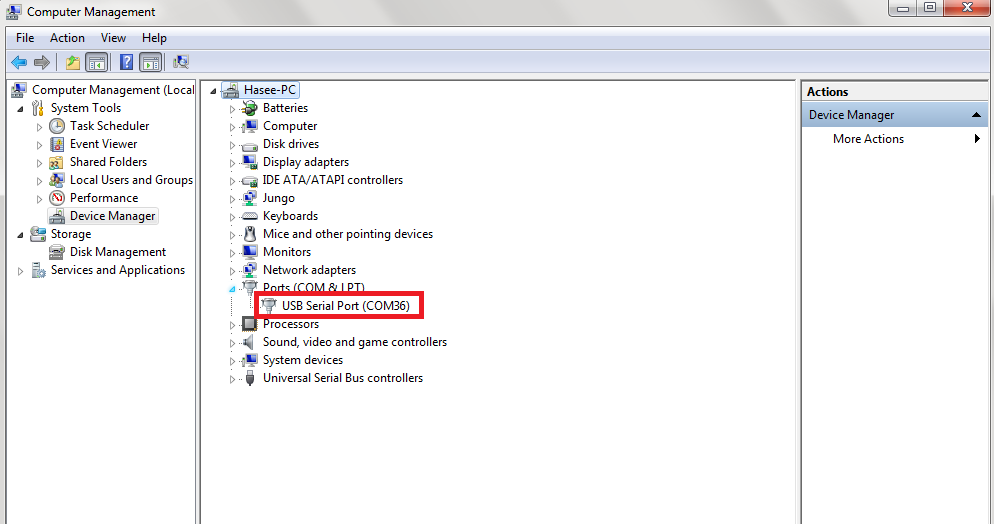 Computer Management
File Action View Help
Computer Management (Local
System Tools
Task Scheduler
Event Viewer
Shared Folders
Local Users and Groups
Performance
Device Manager
Storage
Disk Management
Services and Applications
Hasee-PC
Batteries
Computer
Disk drives
Display adapters
IDE ATA/ATAPI controllers
Jungo
Keyboards
Mice and other pointing devices
Monitors
Network adapters
Ports (COM & LPT)
USB Serial Port (COM36)
Processors
Sound, video and game controllers
System devices
Universal Serial Bus controllers
Actions
Device Manager
More Actions